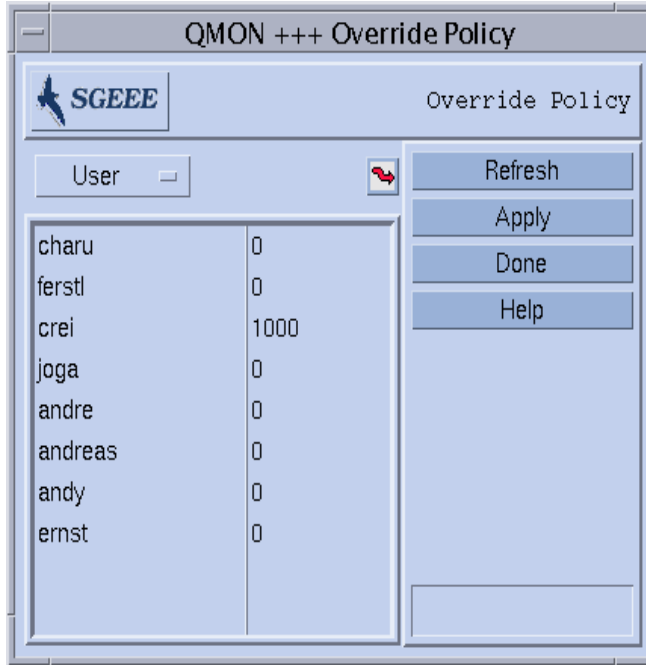 QMON +++ Override Policy
SGEEE
Override Policy
User
charu 0
ferstl 0
crei 1000
joga 0
andre 0
andreas 0
andy 0
ernst 0
Refresh
Apply
Done
Help